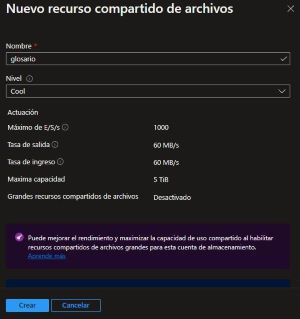 Nuevo recurso compartido de archivos
Nombre *
glosario
Nivel
Cool
Actuación
Máximo de E/S/s
1000
Tasa de salida
60 MB/s
Tasa de ingreso
60 MB/s
Maxima capacidad
5 TiB
Grandes recursos compartidos de archivos
Desactivado
Puede mejorar el rendimiento y maximizar la capacidad de uso compartido al habilitar
recursos compartidos de archivos grandes para esta cuenta de almacenamiento.
Aprende más
Crear
Cancelar